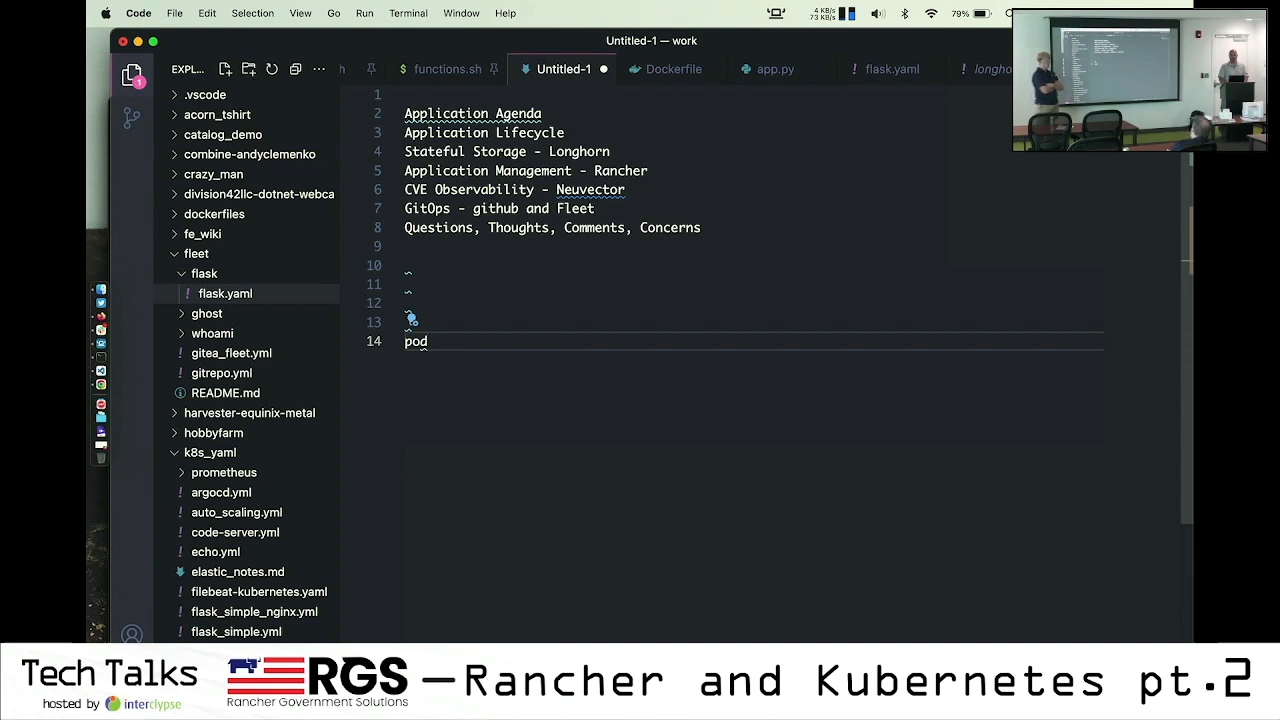 Code File Edit Selection View Go Run Terminal Window Help
4 KB/s
73 KB/s
79%
Untitled-1 — work
1
Dockerfile
app.py
flask.yaml
.vsc
acorn_tshirt
catalog_demo
combine-andyclemenko
crazy_man
division42llc-dotnet-webca
dockerfiles
fe_wiki
fleet
flask
flask.yaml
ghost
whoami
gitea_fleet.yml
gitrepo.yml
README.md
harvester-equinix-metal
hobbyfarm
k8s_yaml
prometheus
argocd.yml
auto_scaling.yml
code-server.yml
echo.yml
elastic_notes.md
filebeat-kubernetes.yaml
flask_simple_nginx.yml
flask_simple.yml
1
2 Application Agenda
3 Application Lifecycle
4 Stateful Storage - Longhorn
5 Application Management - Rancher
6 CVE Observability - Neuvector
7 GitOps - github and Fleet
8 Questions, Thoughts, Comments, Concerns
9
10
11
12
13
14 pod
Tech Talks
hosted by interclypse
RGS
Rancher Government Solutions
—Rancher and Kubernetes pt.2